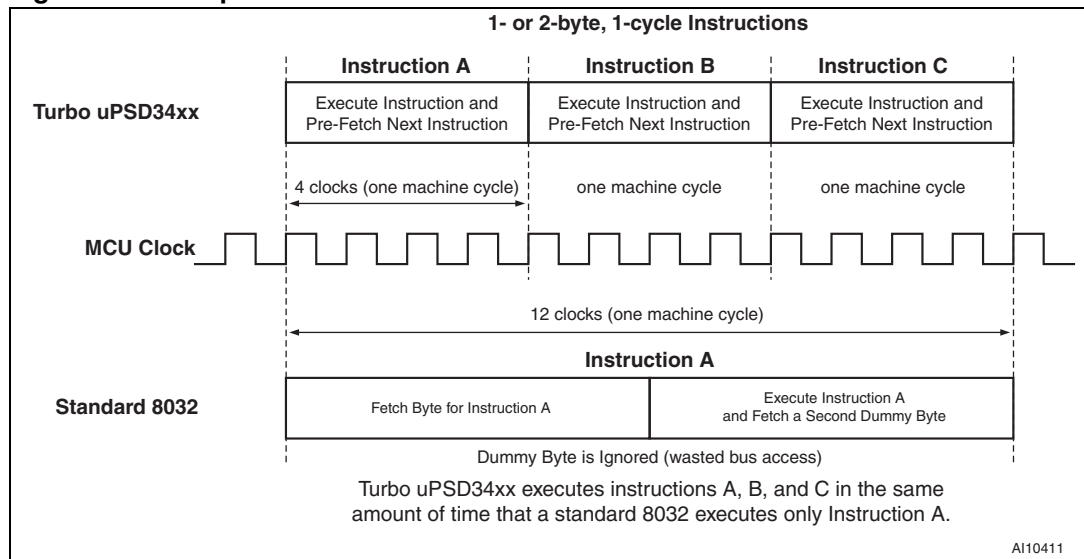 1- or 2-byte, 1-cycle Instructions
Instruction A
Instruction B
Instruction C
Turbo uPSD34xx
Execute Instruction and
Pre-Fetch Next Instruction
Execute Instruction and
Pre-Fetch Next Instruction
Execute Instruction and
Pre-Fetch Next Instruction
4 clocks (one machine cycle)
one machine cycle
one machine cycle
MCU Clock
12 clocks (one machine cycle)
Instruction A
Standard 8032
Fetch Byte for Instruction A
Execute Instruction A
and Fetch a Second Dummy Byte
Dummy Byte is Ignored (wasted bus access)
Turbo uPSD34xx executes instructions A, B, and C in the same
amount of time that a standard 8032 executes only Instruction A.
AI10411